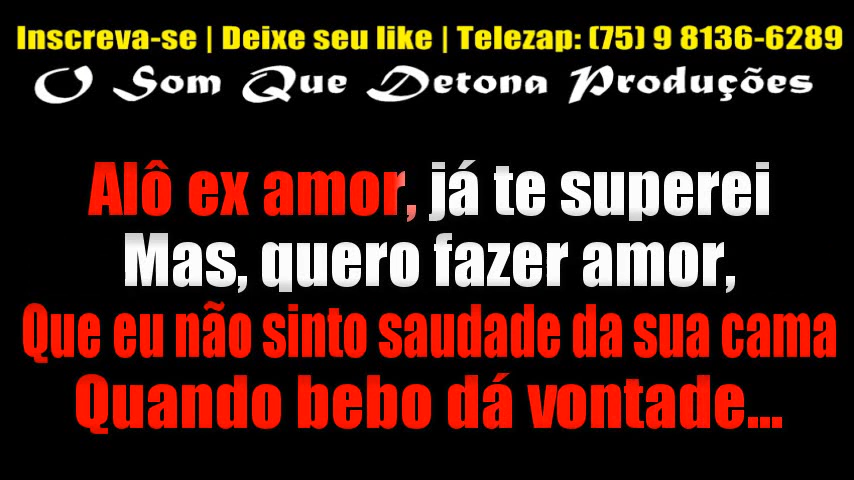 Inscreva-se | Deixe seu like | Telezap: (75) 9 8136-6289
O Som Que Detona Produções
Alô ex amor, já te superei
Mas, quero fazer amor,
Que eu não sinto saudade da sua cama
Quando bebo dá vontade...